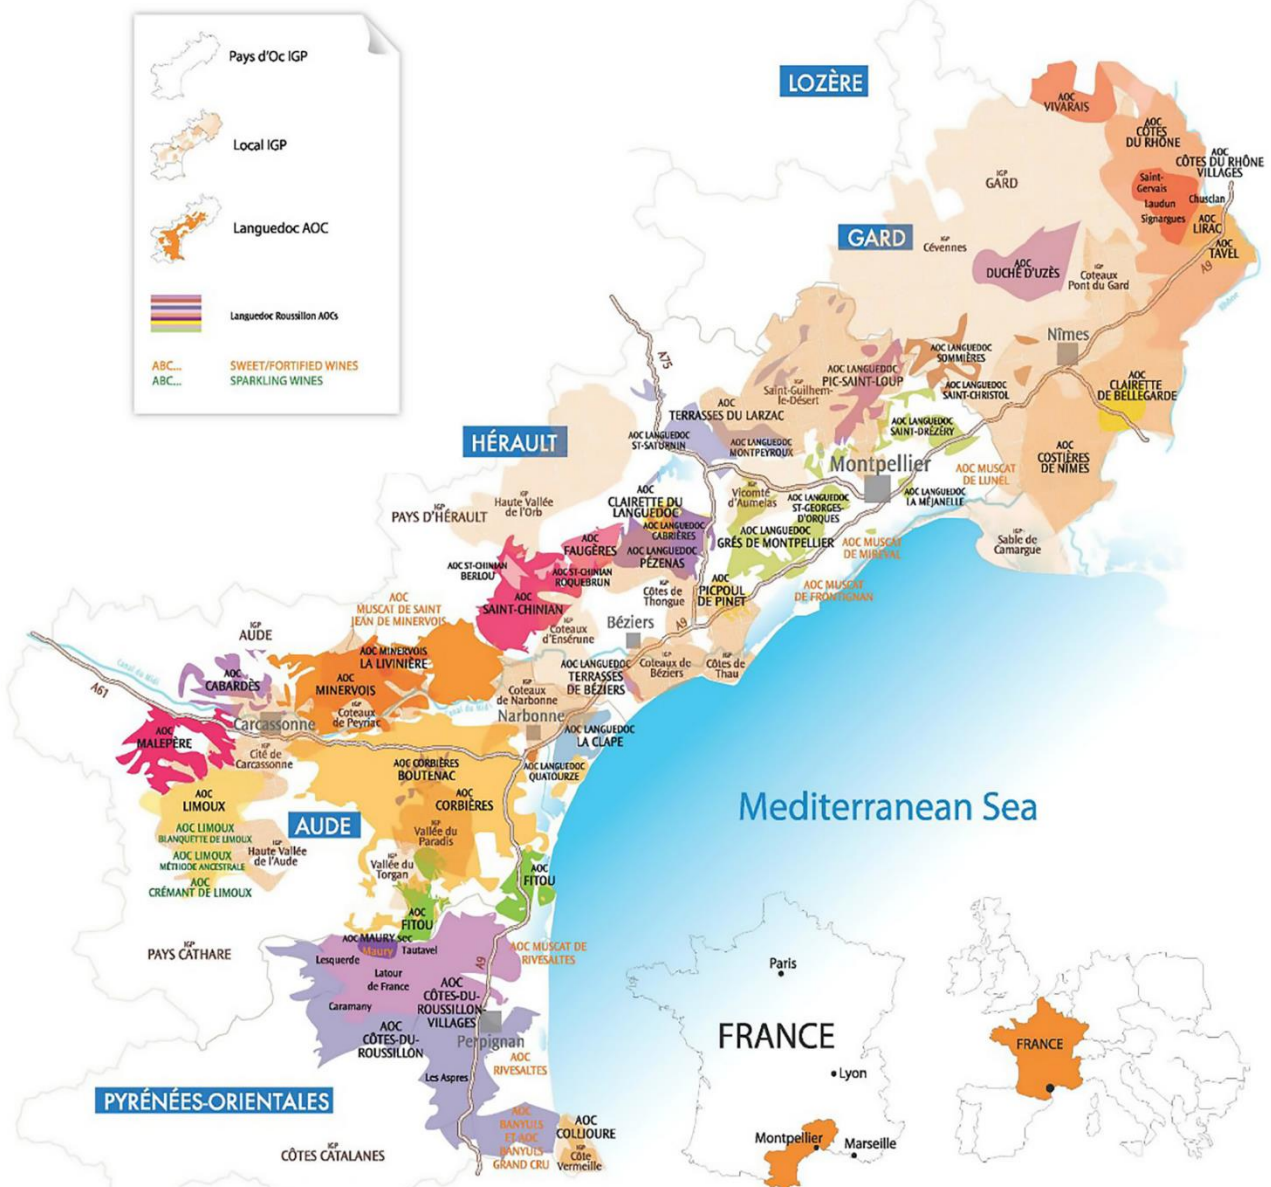 Pays d'Oc IGP
Local IGP
Languedoc AOC
Languedoc Roussillon AOCs
ABC... SWEET/FORTIFIED WINES
ABC... SPARKLING WINES
LOZÈRE
AOC
VIVARAIS
AOC
CÔTES
DU RHÔNE
AOC
CÔTES DU RHÔNE
VILLAGES
Saint-
Gervais
Chusclan
Laudun
Signargues
AOC
LIRAC
AOC
TAVEL
A9
Rhône
IGP
GARD
GARD
IGP
Cévennes
AOC
DUCHÉ D'UZÈS
IGP
Coteaux
Pont du Gard
Nîmes
A75
AOC LANGUEDOC
SOMMIÈRES
AOC LANGUEDOC
PIC-SAINT-LOUP
AOC LANGUEDOC
SAINT-CHRISTOL
IGP
Saint-Guilhem-
le-Désert
AOC
CLAIRETTE
DE BELLEGARDE
AOC
TERRASSES DU LARZAC
AOC LANGUEDOC
SAINT-DRÉZÉRY
HÉRAULT
AOC LANGUEDOC
ST-SATURNIN
AOC LANGUEDOC
MONTPEYROUX
AOC
COSTIÈRES
DE NÎMES
Montpellier
AOC MUSCAT
DE LUNEL
AOC LANGUEDOC
LA MÉJANELLE
IGP
PAYS D'HÉRAULT
IGP
Haute Vallée
de l'Orb
AOC
CLAIRETTE DU
LANGUEDOC
IGP
Vicomté
d'Aumelas
AOC LANGUEDOC
ST-GEORGES-
D'ORQUES
AOC LANGUEDOC
CABRIÈRES
AOC LANGUEDOC
GRÉS DE MONTPELLIER
AOC MUSCAT
DE MIREVAL
IGP
Sable de
Camargue
AOC
FAUGÈRES
AOC LANGUEDOC
PÉZENAS
AOC ST-CHINIAN
BERLOU
AOC ST-CHINIAN
ROQUEBRUN
AOC
SAINT-CHINIAN
IGP
Côtes de
Thongue
AOC
PICPOUL
DE PINET
AOC MUSCAT
DE FRONTIGNAN
AOC
MUSCAT DE SAINT
JEAN DE MINERVOIS
IGP
Coteaux
d'Ensérune
Béziers
A9
IGP
AUDE
AOC MINERVOIS
LA LIVINIÈRE
AOC LANGUEDOC
TERRASSES
DE BÉZIERS
IGP
Coteaux de
Béziers
IGP
Côtes de
Thau
Canal du Midi
A61
AOC
CABARDÈS
AOC
MINERVOIS
IGP
Coteaux
de Peyriac
Canal du Midi
IGP
Coteaux
de Narbonne
Narbonne
Carcassonne
AOC
MALEPÈRE
IGP
Cité de
Carcassonne
AOC LANGUEDOC
LA CLAPE
AOC CORBIÈRES
BOUTENAC
AOC LANGUEDOC
QUATOURZE
AOC
LIMOUX
AOC
CORBIÈRES
AUDE
Mediterranean Sea
AOC LIMOUX
BLANQUETTE DE LIMOUX
AOC LIMOUX
MÉTHODE ANCESTRALE
AOC
CRÉMANT DE LIMOUX
IGP
Haute Vallée
de l'Aude
IGP
Vallée du
Paradis
IGP
Vallée du
Torgan
AOC
FITOU
AOC
FITOU
IGP
PAYS CATHARE
AOC MAURY sec
Maury
Tautavel
Lesquerde
AOC MUSCAT DE
RIVESALTES
A9
Latour
de France
Caramany
AOC
CÔTES-DU-
ROUSSILLON-
VILLAGES
AOC
CÔTES-DU-
ROUSSILLON
Perpignan
AOC
RIVESALTES
Les Aspres
PYRÉNÉES-ORIENTALES
AOC
BANYULS
ET AOC
BANYULS
GRAND CRU
AOC
COLLIOURE
IGP
Côte
Vermeille
IGP
CÔTES CATALANES
Paris
FRANCE
Lyon
Montpellier
Marseille
FRANCE